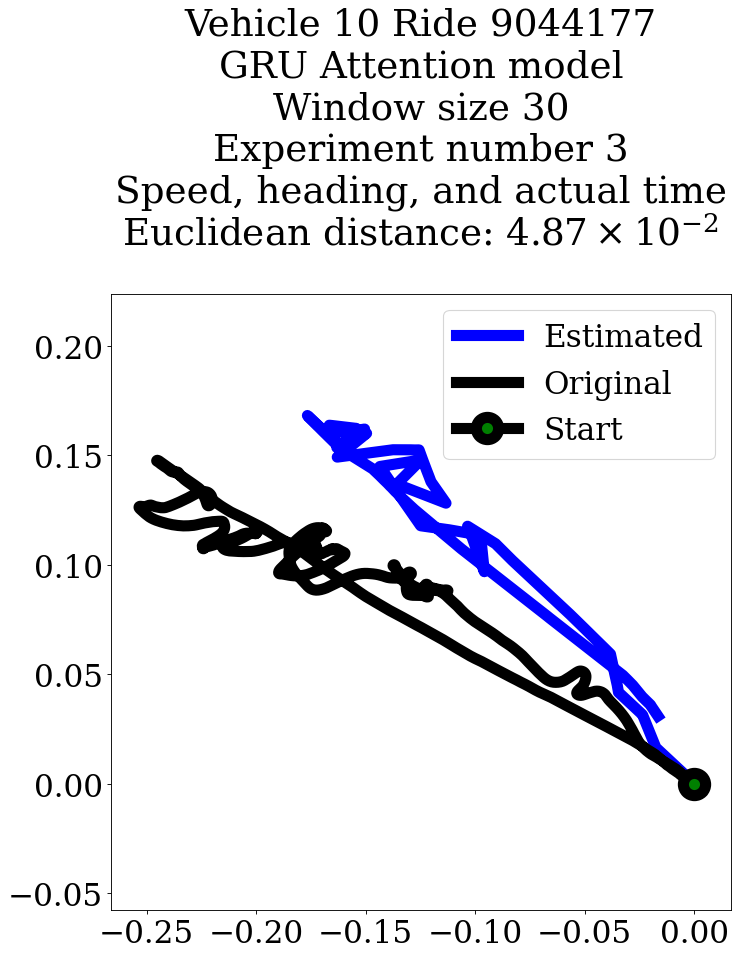 Vehicle 10 Ride 9044177
GRU Attention model
Window size 30
Experiment number 3
Speed, heading, and actual time
Euclidean distance: 4.87 × 10⁻²
Estimated
Original
Start
0.20
0.15
0.10
0.05
0.00
−0.05
−0.25 −0.20 −0.15 −0.10 −0.05 0.00